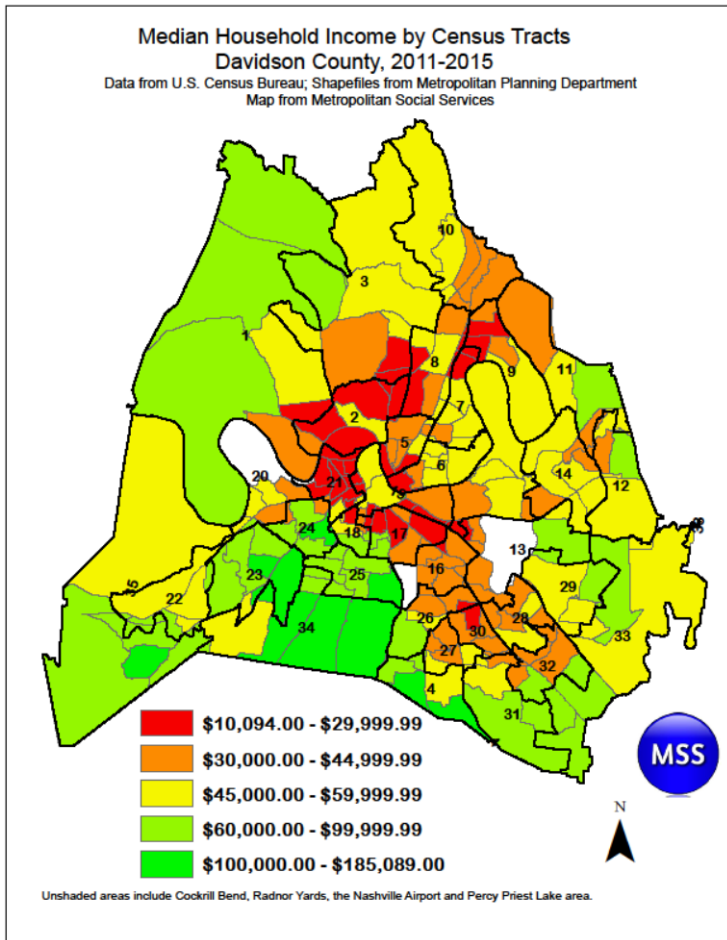 Median Household Income by Census Tracts
Davidson County, 2011-2015
Data from U.S. Census Bureau; Shapefiles from Metropolitan Planning Department
Map from Metropolitan Social Services
10
3
1
8
9
11
7
2
5
6
14
12
20
21
19
24
18
17
13
16
23
25
29
35
22
26
28
34
30
33
27
32
4
31
$10,094.00 - $29,999.99
$30,000.00 - $44,999.99
$45,000.00 - $59,999.99
$60,000.00 - $99,999.99
$100,000.00 - $185,089.00
MSS
N
Unshaded areas include Cockrill Bend, Radnor Yards, the Nashville Airport and Percy Priest Lake area.